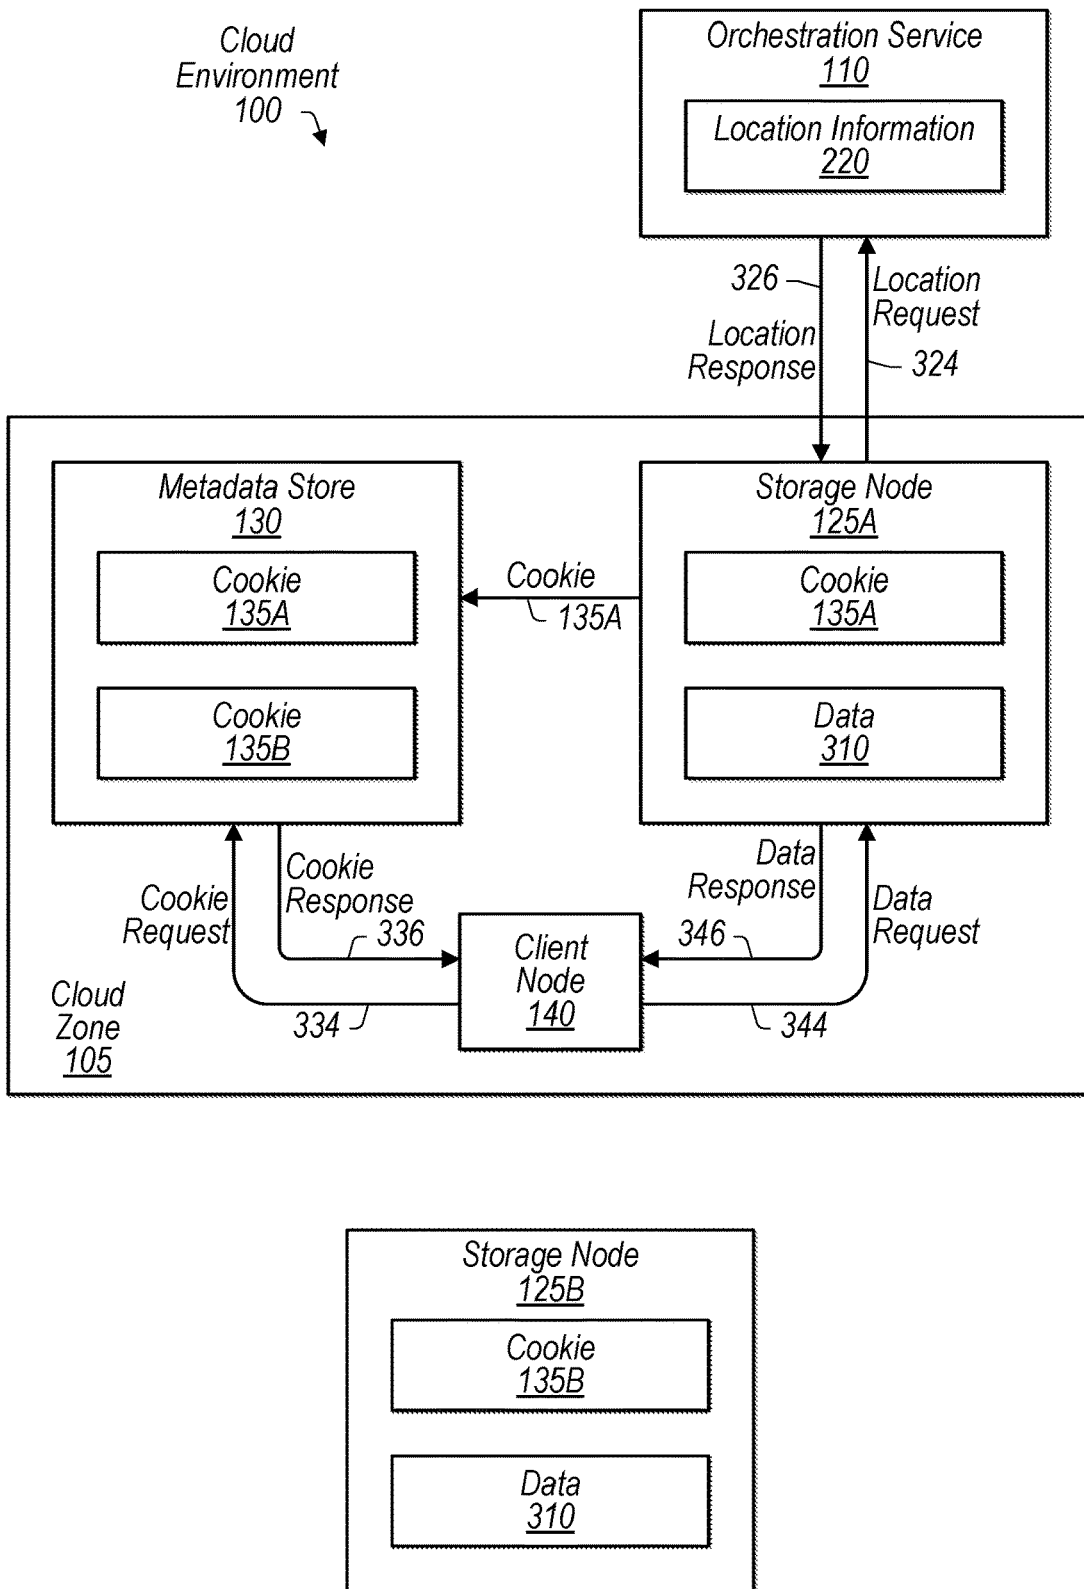 Cloud
Environment
100
Orchestration Service
110
Location Information
220
326
Location
Request
Location
Response
324
Metadata Store
130
Cookie
135A
Cookie
135B
Cookie
135A
Storage Node
125A
Cookie
135A
Data
310
Cookie
Request
Cookie
Response
336
Data
Response
346
Data
Request
Client
Node
140
334
344
Cloud
Zone
105
Storage Node
125B
Cookie
135B
Data
310